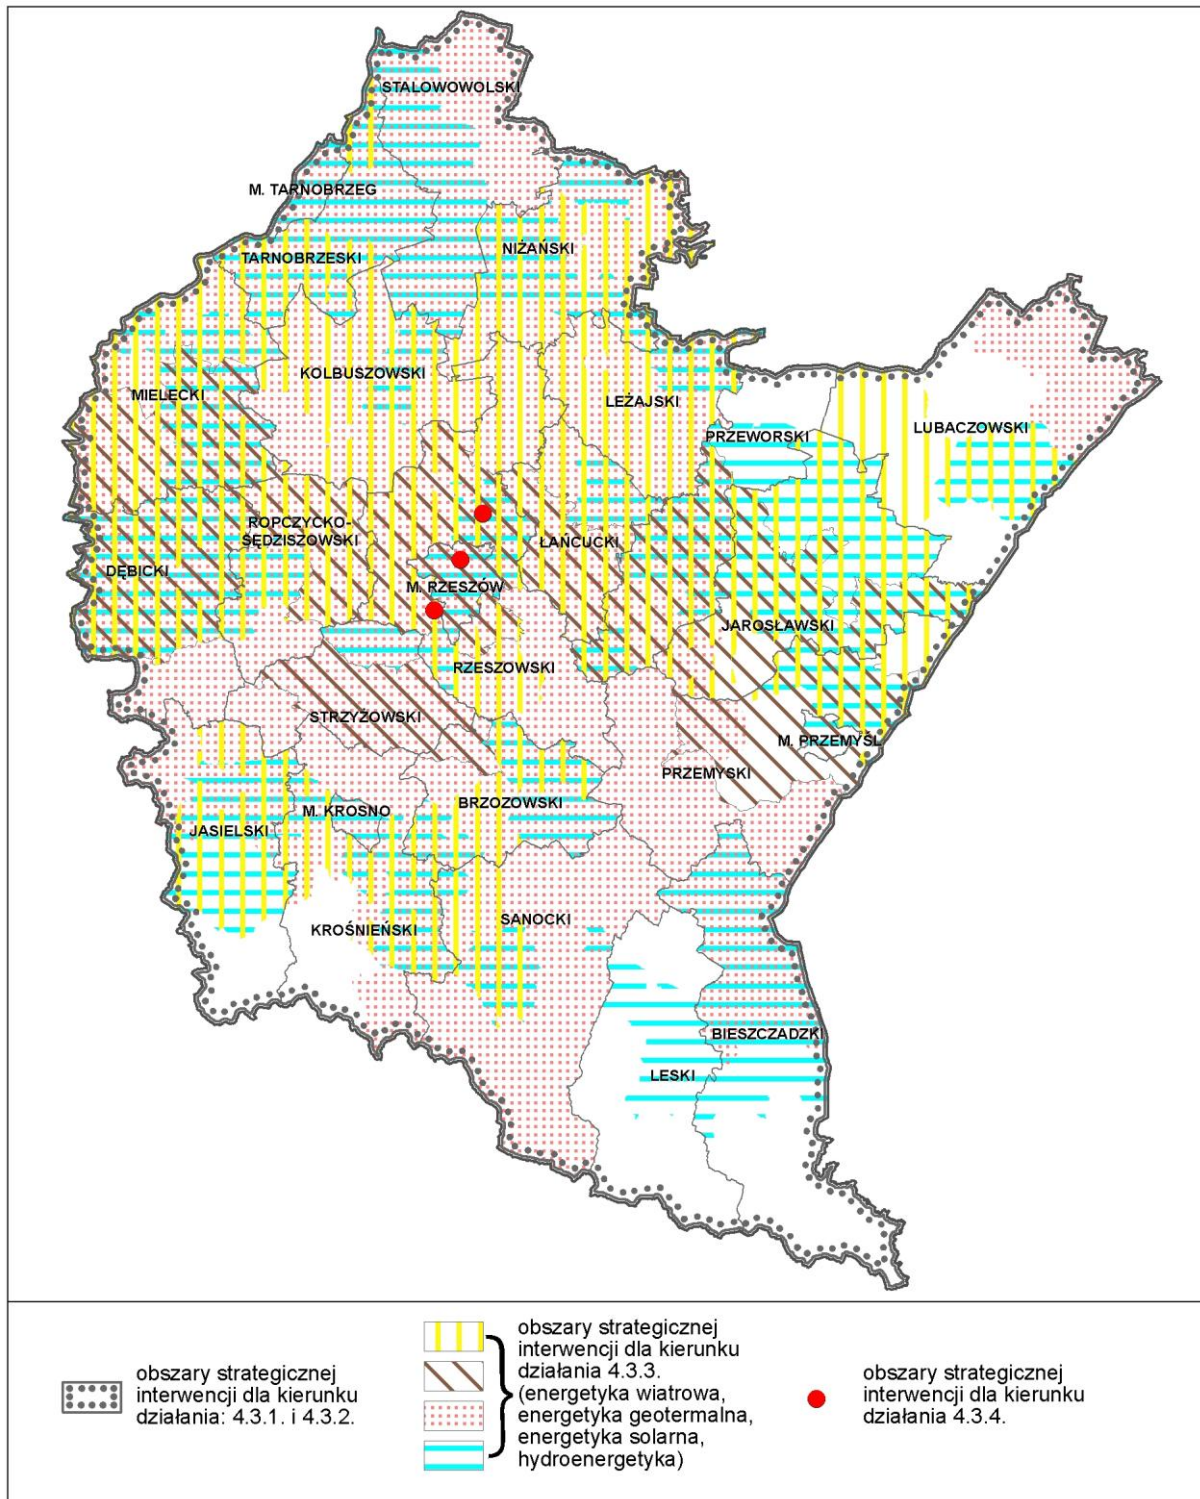 STALOWOWOLSKI
M. TARNOBRZEG
NIŻAŃSKI
TARNOBRZESKI
KOLBUSZOWSKI
MIELECKI
LEŻAJSKI
LUBACZOWSKI
PRZEWORSKI
ROPCZYCKO-
SĘDZISZOWSKI
ŁAŃCUCKI
DĘBICKI
M. RZESZÓW
JAROSŁAWSKI
RZESZOWSKI
STRZYŻOWSKI
M. PRZEMYŚL
PRZEMYSKI
BRZOZOWSKI
M. KROSNO
JASIELSKI
SANOCKI
KROŚNIEŃSKI
BIESZCZADZKI
LESKI
obszary strategicznej
interwencji dla kierunku
działania: 4.3.1. i 4.3.2.
obszary strategicznej
interwencji dla kierunku
działania 4.3.3.
(energetyka wiatrowa,
energetyka geotermalna,
energetyka solarna,
hydroenergetyka)
obszary strategicznej
interwencji dla kierunku
działania 4.3.4.